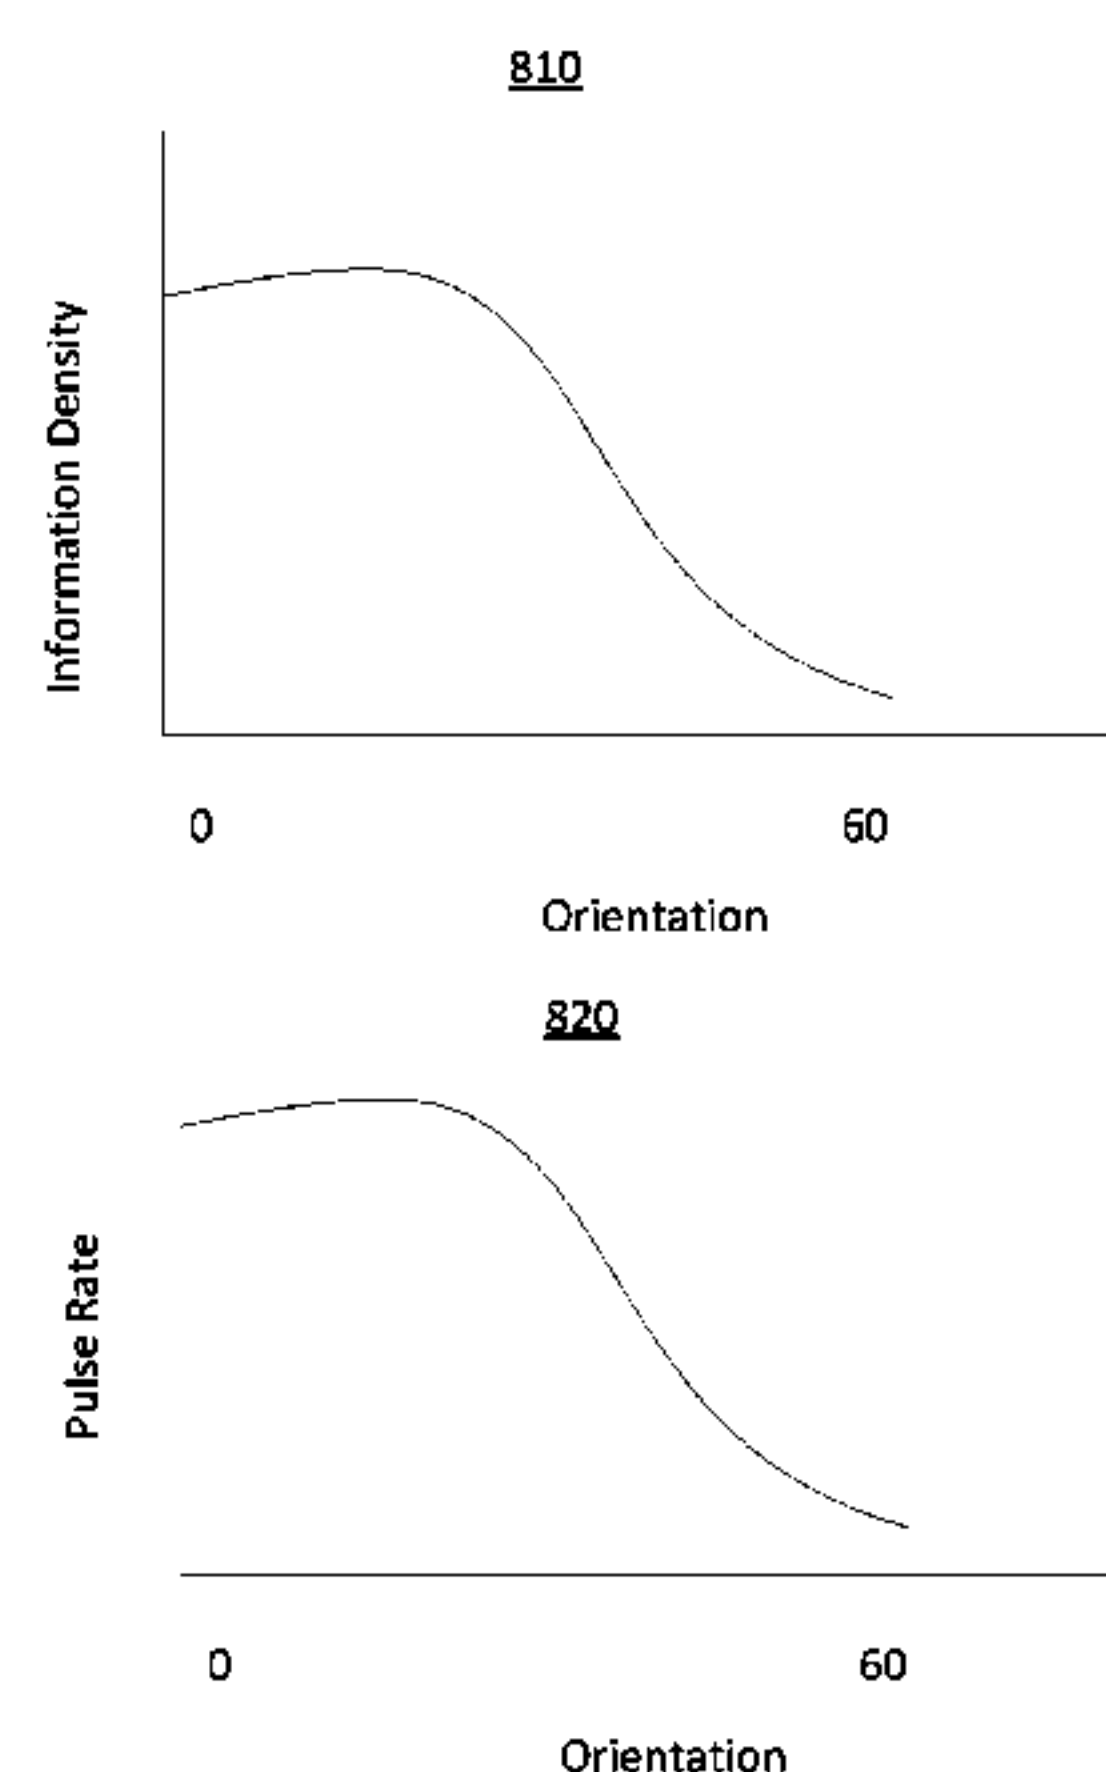 810
Information Density
0 60
Orientation
820
Pulse Rate
0 60
Orientation